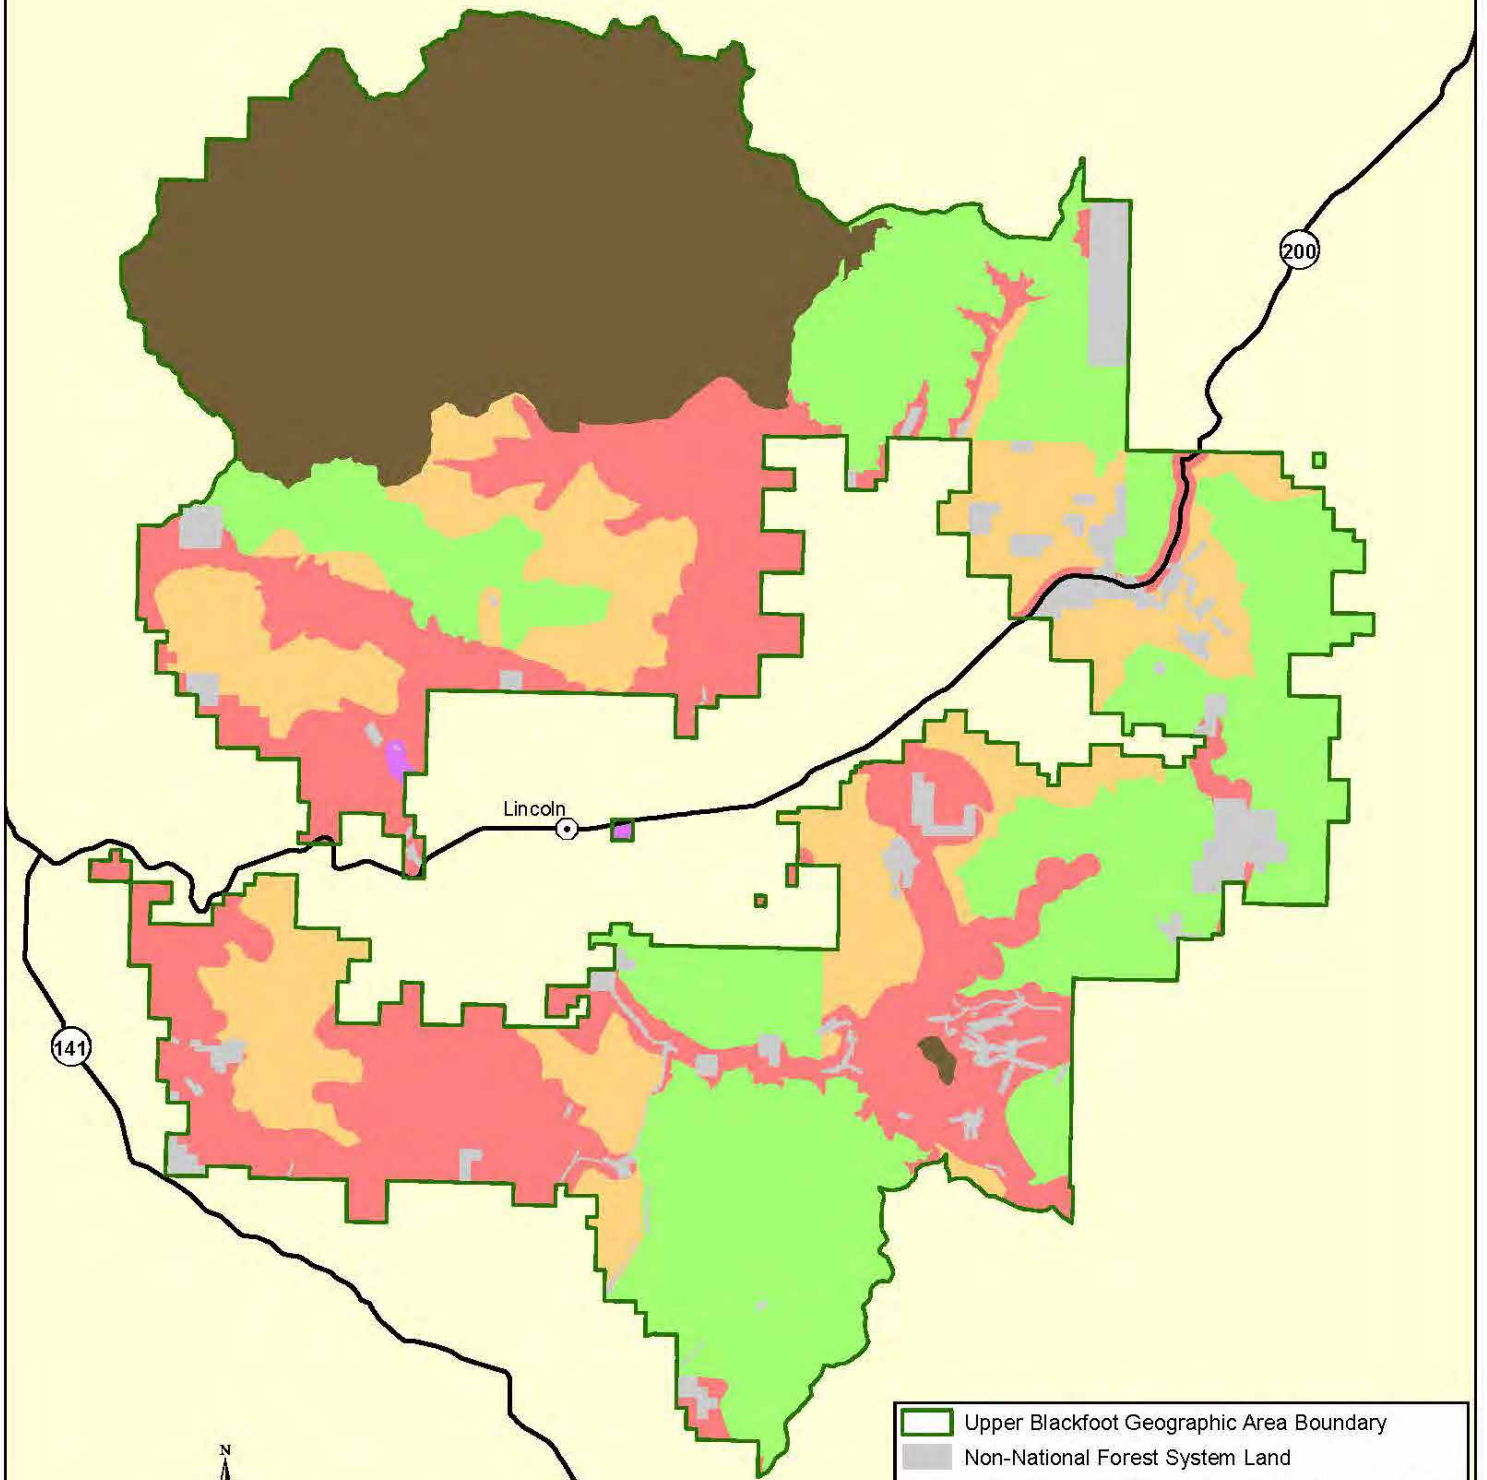 200
Lincoln
141
N
Upper Blackfoot Geographic Area Boundary
Non-National Forest System Land